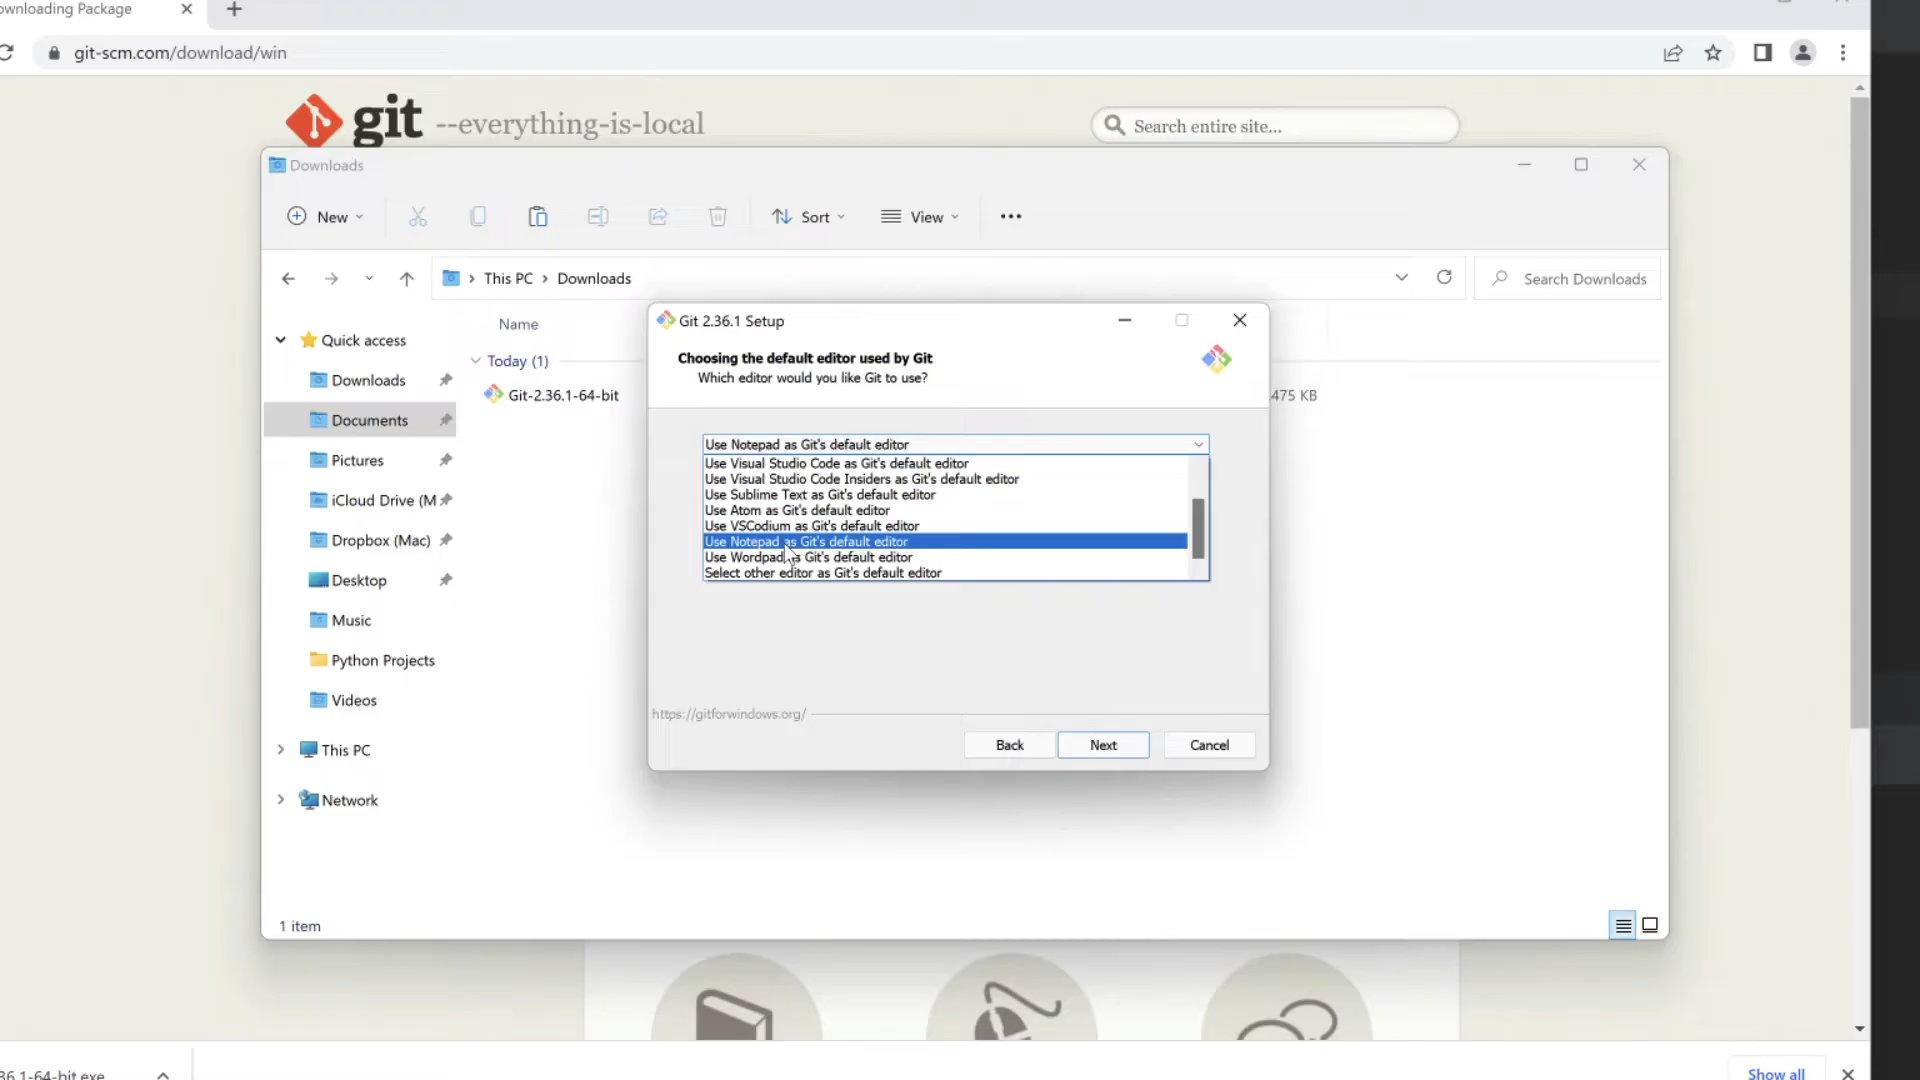 ownloading Package
git-scm.com/download/win
git --everything-is-local
Search entire site...
Downloads
New
Sort
View
This PC > Downloads
Search Downloads
Name
Quick access
Today (1)
Downloads
Git-2.36.1-64-bit
475 KB
Documents
Pictures
iCloud Drive (M
Dropbox (Mac)
Desktop
Music
Python Projects
Videos
This PC
Network
1 item
Git 2.36.1 Setup
Choosing the default editor used by Git
Which editor would you like Git to use?
Use Notepad as Git's default editor
Use Visual Studio Code as Git's default editor
Use Visual Studio Code Insiders as Git's default editor
Use Sublime Text as Git's default editor
Use Atom as Git's default editor
Use VSCodium as Git's default editor
Use Notepad as Git's default editor
Use Wordpad as Git's default editor
Select other editor as Git's default editor
https://gitforwindows.org/
Back
Next
Cancel
36.1-64-bit.exe
Show all